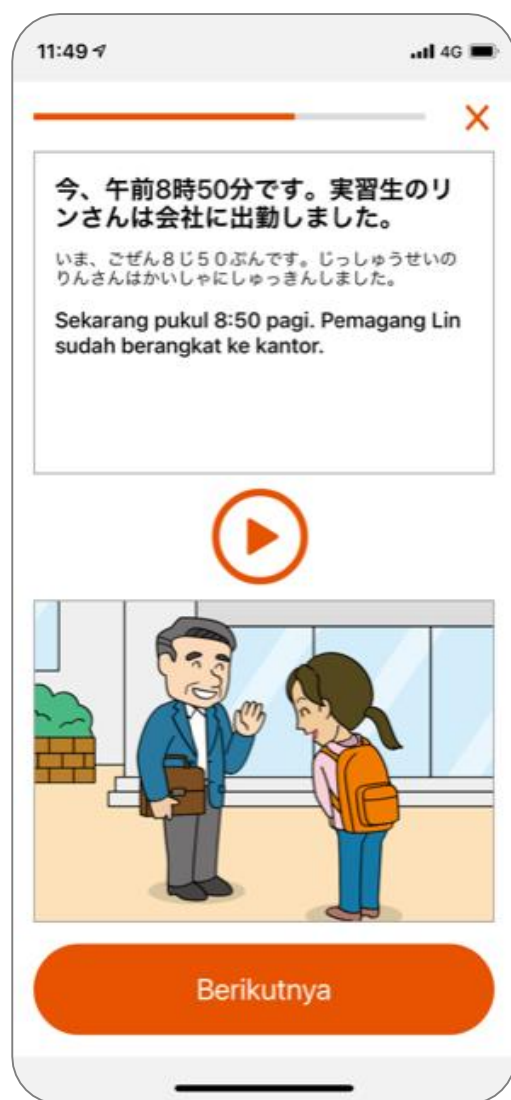 11:49
4G
今、午前8時50分です。実習生のリ
ンさんは会社に出勤しました。
いま、ごぜん８じ５０ぷんです。じっしゅうせいの
りんさんはかいしゃにしゅっきんしました。
Sekarang pukul 8:50 pagi. Pemagang Lin
sudah berangkat ke kantor.
Berikutnya